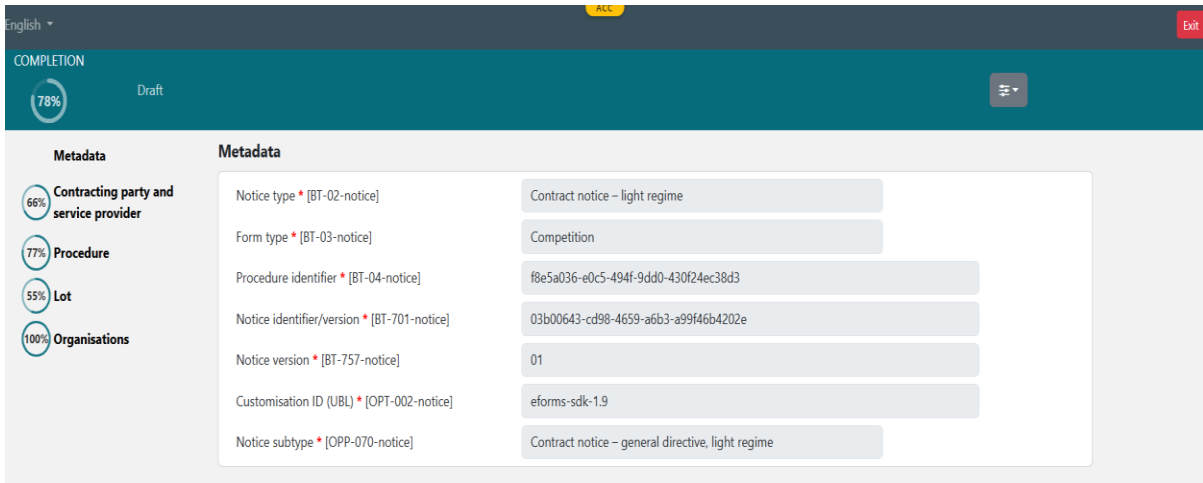 ACC
English
Exit
COMPLETION
78%
Draft
Metadata
66%
Contracting party and
service provider
77%
Procedure
55%
Lot
100%
Organisations
Metadata
Notice type * [BT-02-notice] Contract notice – light regime
Form type * [BT-03-notice] Competition
Procedure identifier * [BT-04-notice] f8e5a036-e0c5-494f-9dd0-430f24ec38d3
Notice identifier/version * [BT-701-notice] 03b00643-cd98-4659-a6b3-a99f46b4202e
Notice version * [BT-757-notice] 01
Customisation ID (UBL) * [OPT-002-notice] eforms-sdk-1.9
Notice subtype * [OPP-070-notice] Contract notice – general directive, light regime